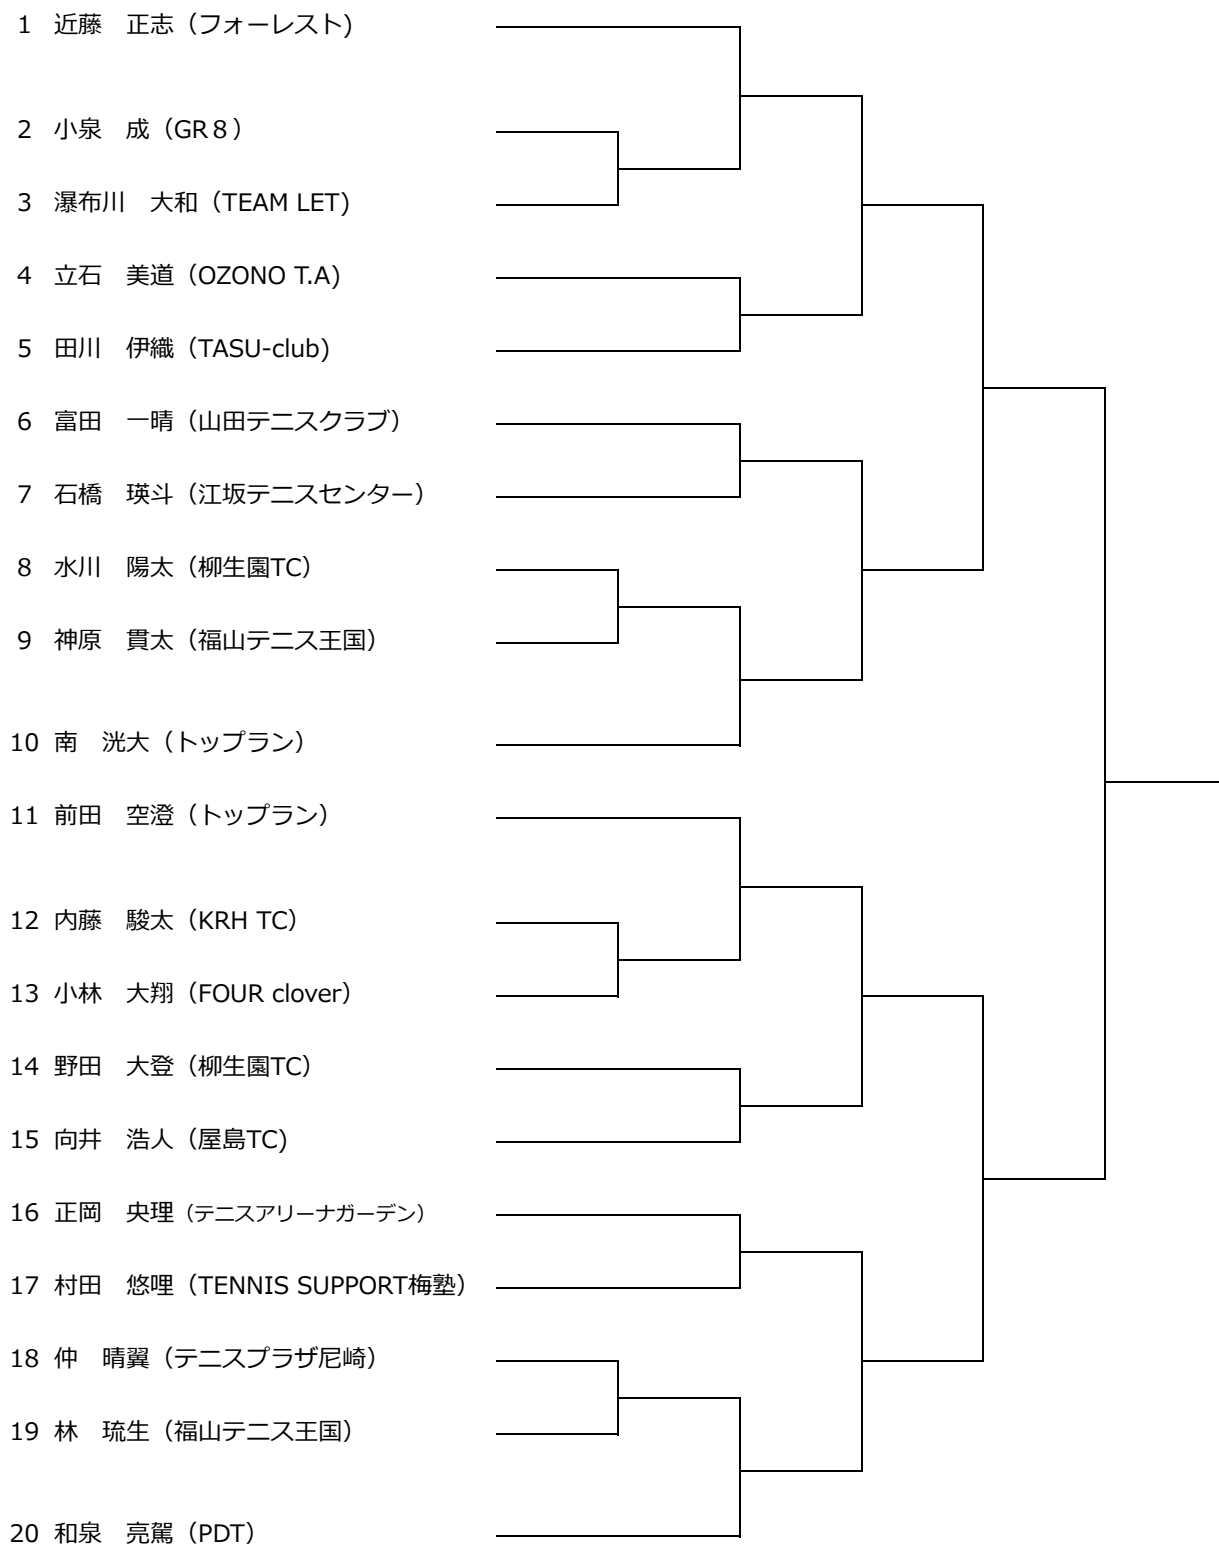 1 近藤　正志（フォーレスト)
2 小泉　成（GR８）
3 瀑布川　大和（TEAM LET)
4 立石　美道（OZONO T.A)
5 田川　伊織（TASU-club)
6 富田　一晴（山田テニスクラブ）
7 石橋　瑛斗（江坂テニスセンター）
8 水川　陽太（柳生園TC）
9 神原　貫太（福山テニス王国）
10 南　洸大（トップラン）
11 前田　空澄（トップラン）
12 内藤　駿太（KRH TC）
13 小林　大翔（FOUR clover）
14 野田　大登（柳生園TC）
15 向井　浩人（屋島TC)
16 正岡　央理（テニスアリーナガーデン）
17 村田　悠哩（TENNIS SUPPORT梅塾）
18 仲　晴翼（テニスプラザ尼崎）
19 林　琉生（福山テニス王国）
20 和泉　亮駕（PDT）